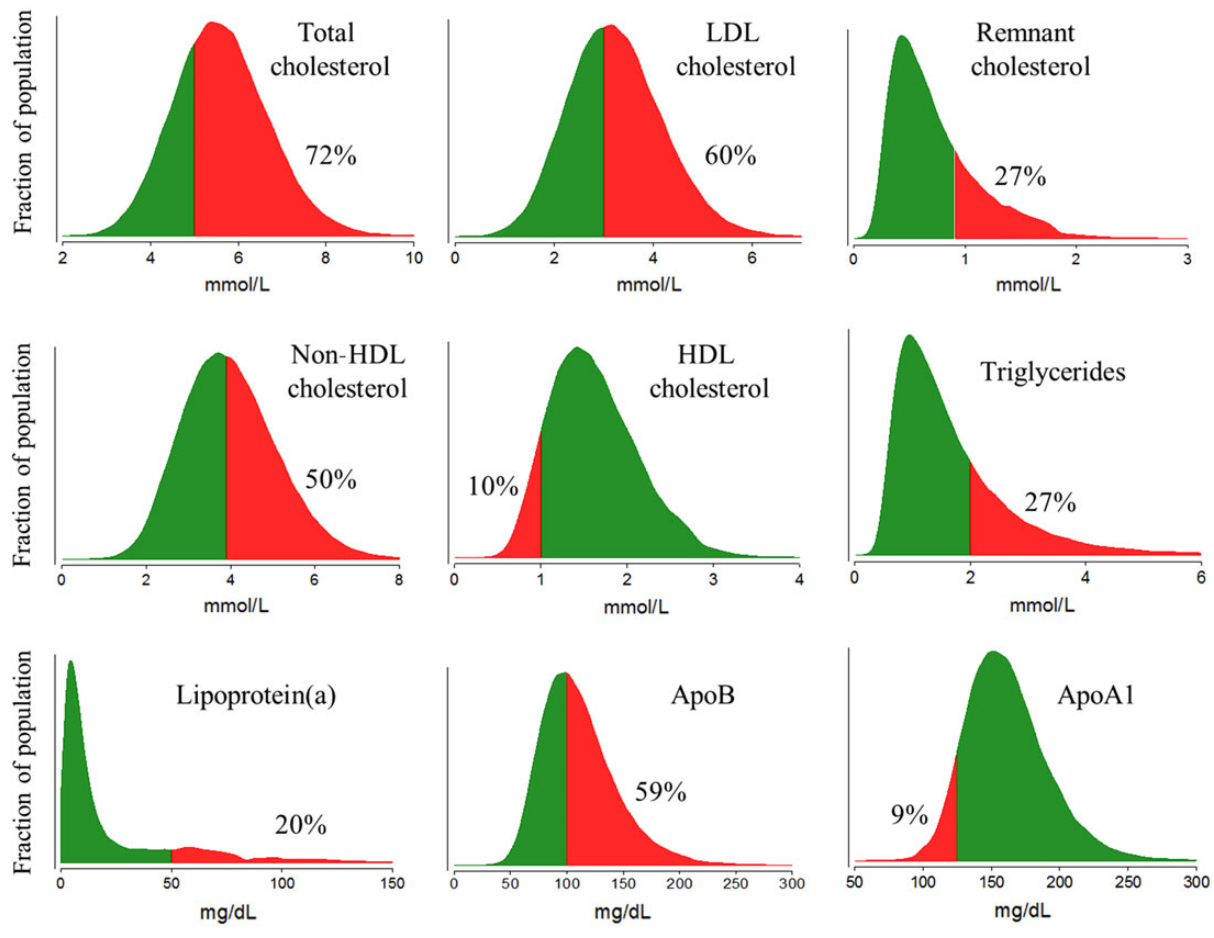 Fraction of population
Total
cholesterol
72%
2 4 6 8 10
mmol/L
LDL
cholesterol
60%
0 2 4 6
mmol/L
Remnant
cholesterol
27%
0 1 2 3
mmol/L
Fraction of population
Non-HDL
cholesterol
50%
0 2 4 6 8
mmol/L
HDL
cholesterol
10%
0 1 2 3 4
mmol/L
Triglycerides
27%
0 2 4 6
mmol/L
Fraction of population
Lipoprotein(a)
20%
0 50 100 150
mg/dL
ApoB
59%
0 50 100 150 200 250 300
mg/dL
ApoA1
9%
50 100 150 200 250 300
mg/dL